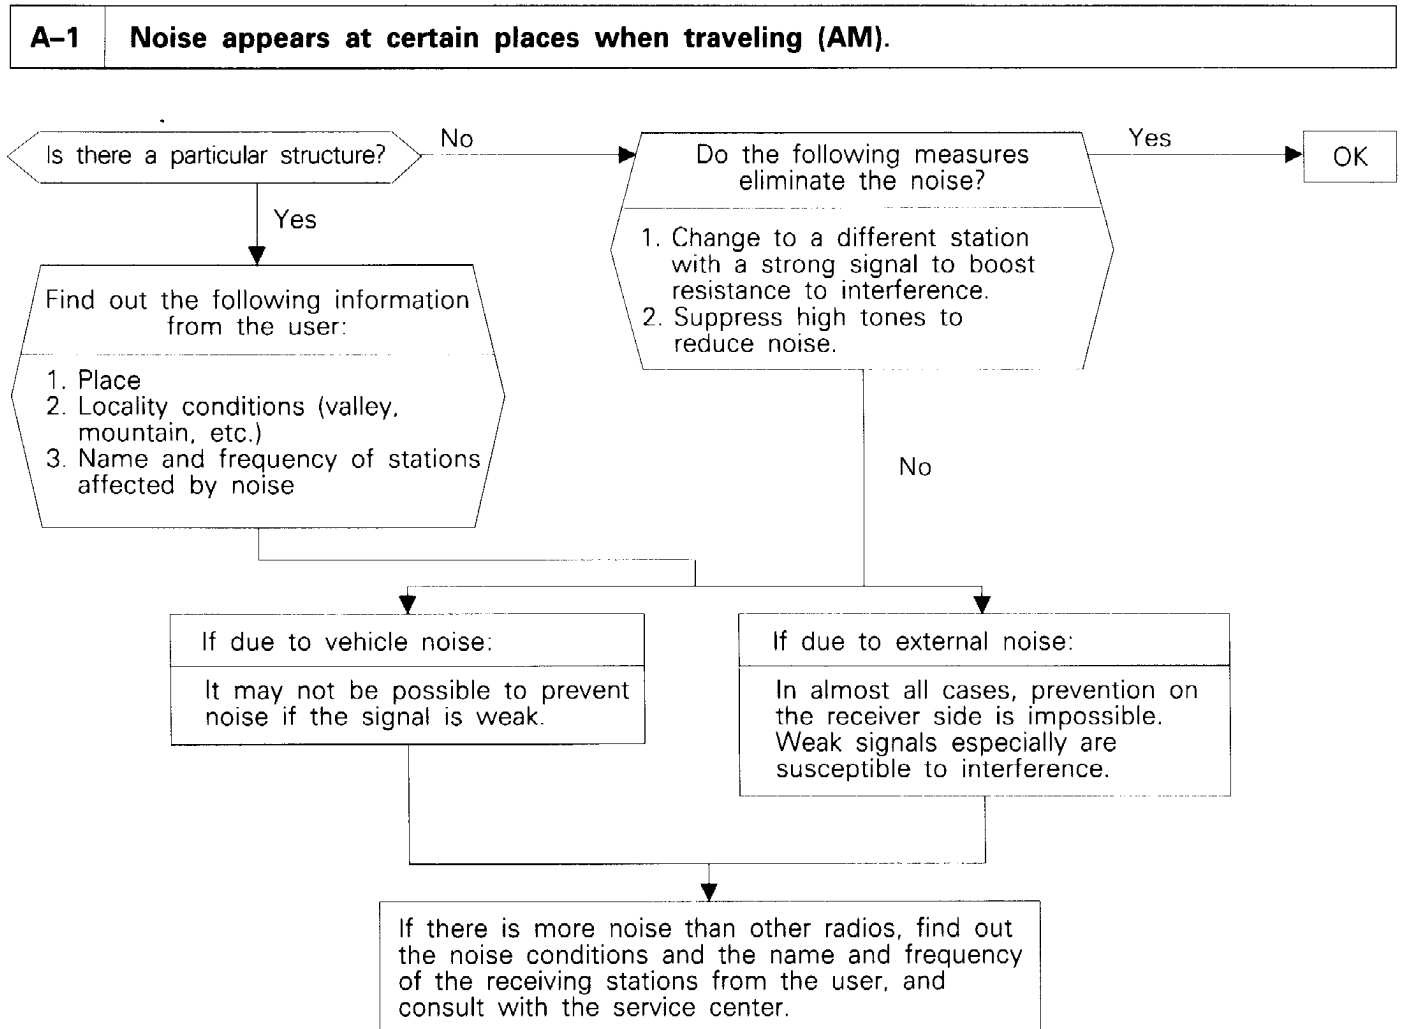 A–1 Noise appears at certain places when traveling (AM).
Is there a particular structure?
No
Yes
Do the following measures
eliminate the noise?
1. Change to a different station
with a strong signal to boost
resistance to interference.
2. Suppress high tones to
reduce noise.
Yes
OK
No
Find out the following information
from the user:
1. Place
2. Locality conditions (valley,
mountain, etc.)
3. Name and frequency of stations
affected by noise
If due to vehicle noise:
It may not be possible to prevent
noise if the signal is weak.
If due to external noise:
In almost all cases, prevention on
the receiver side is impossible.
Weak signals especially are
susceptible to interference.
If there is more noise than other radios, find out
the noise conditions and the name and frequency
of the receiving stations from the user, and
consult with the service center.